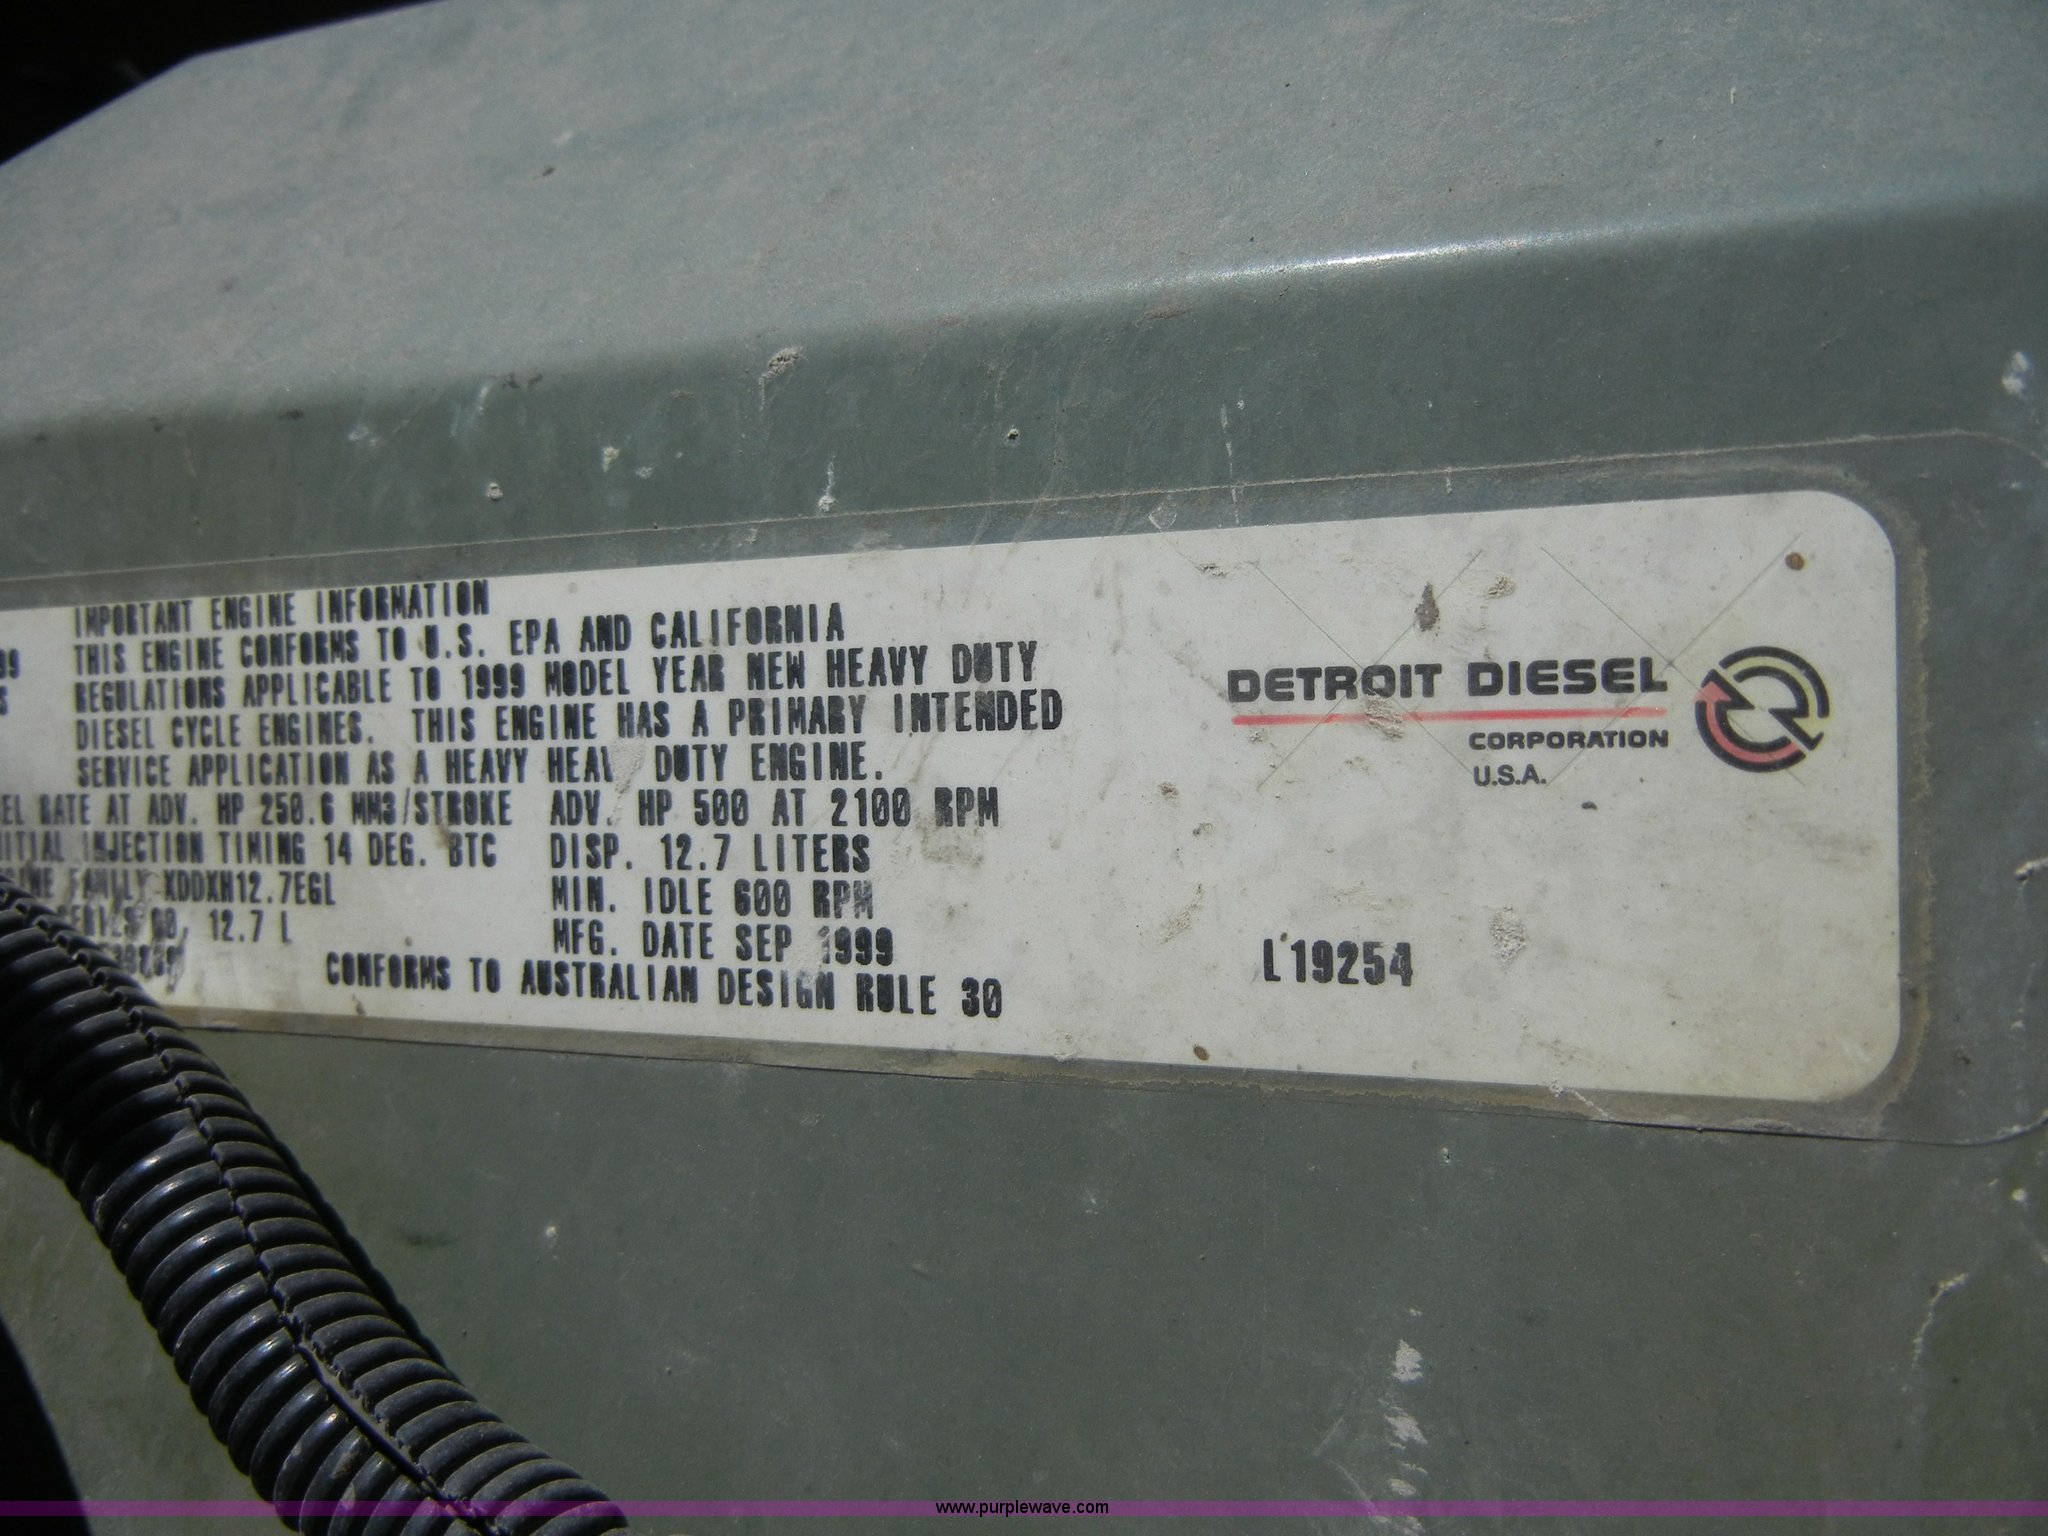 IMPORTANT ENGINE INFORMATION
THIS ENGINE CONFORMS TO U.S. EPA AND CALIFORNIA
99 REGULATIONS APPLICABLE TO 1999 MODEL YEAR NEW HEAVY DUTY
S DIESEL CYCLE ENGINES. THIS ENGINE HAS A PRIMARY INTENDED
SERVICE APPLICATION AS A HEAVY HEAV DUTY ENGINE.
EL RATE AT ADV. HP 250.6 MM3/STROKE ADV. HP 500 AT 2100 RPM
ITIAL INJECTION TIMING 14 DEG. BTC DISP. 12.7 LITERS
INE FAMILY XDDXH12.7EGL MIN. IDLE 600 RPM
12.7 L MFG. DATE SEP 1999
CONFORMS TO AUSTRALIAN DESIGN RULE 30
DETROIT DIESEL
CORPORATION
U.S.A.
L19254
www.purplewave.com